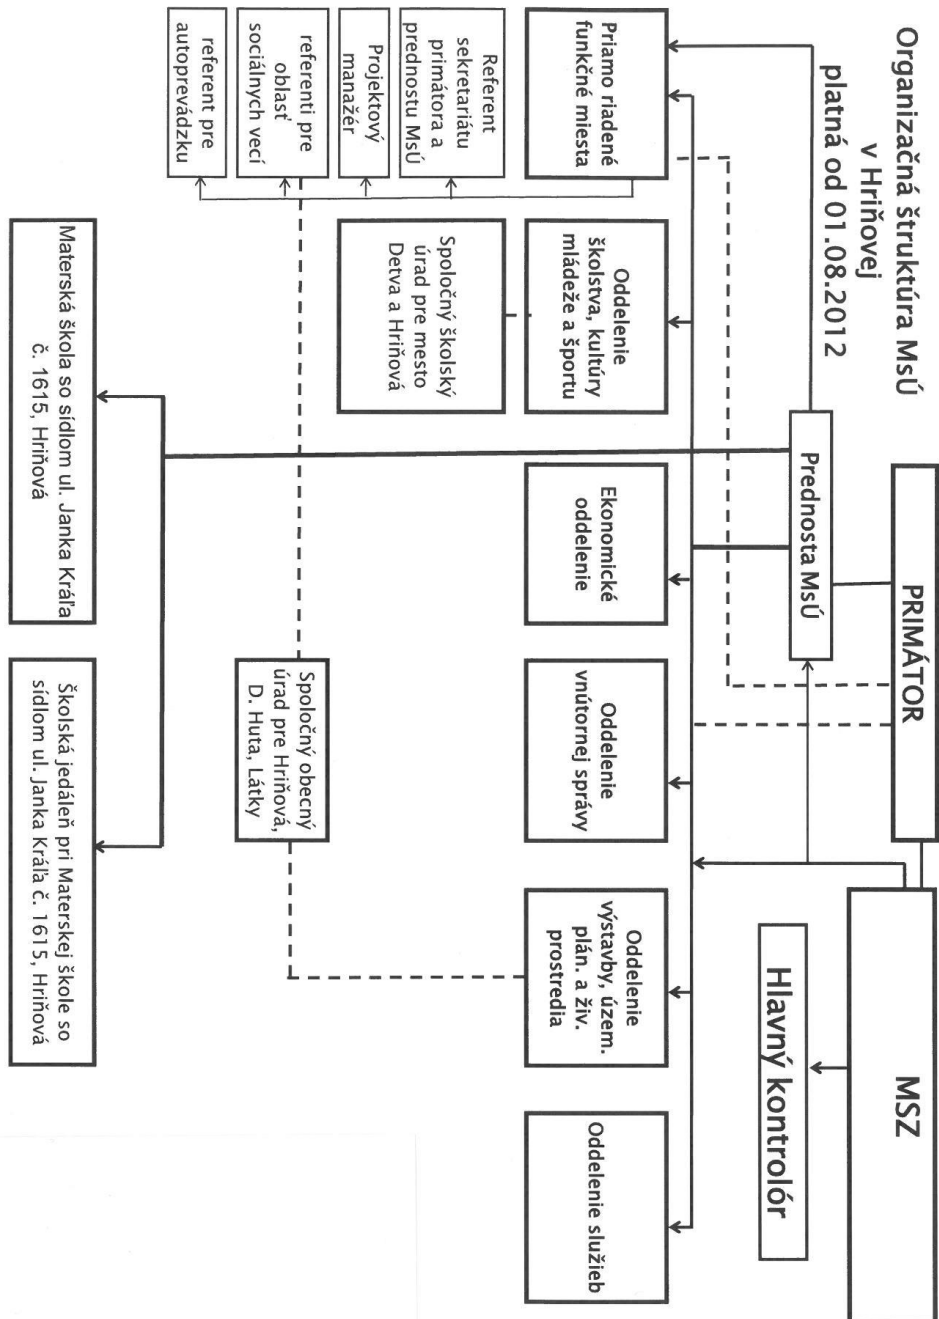 Organizačná štruktúra MsÚ
v Hriňovej
platná od 01.08.2012
PRIMÁTOR
MSZ
Prednosta MsÚ
Hlavný kontrolór
Priamo riadené
funkčné miesta
Oddelenie
školstva, kultúry
mládeže a športu
Ekonomické
oddelenie
Oddelenie
vnútornej správy
Oddelenie
výstavby, územ.
plán. a živ.
prostredia
Oddelenie služieb
Referent
sekretariátu
primátora a
prednostu MsÚ
Projektový
manažér
referenti pre
oblasť
sociálnych vecí
referent pre
autoprevádzku
Spoločný školský
úrad pre mesto
Detva a Hriňová
Spoločný obecný
úrad pre Hriňová,
D. Huta, Látky
Materská škola so sídlom ul. Janka Kráľa
č. 1615, Hriňová
Školská jedáleň pri Materskej škole so
sídlom ul. Janka Kráľa č. 1615, Hriňová